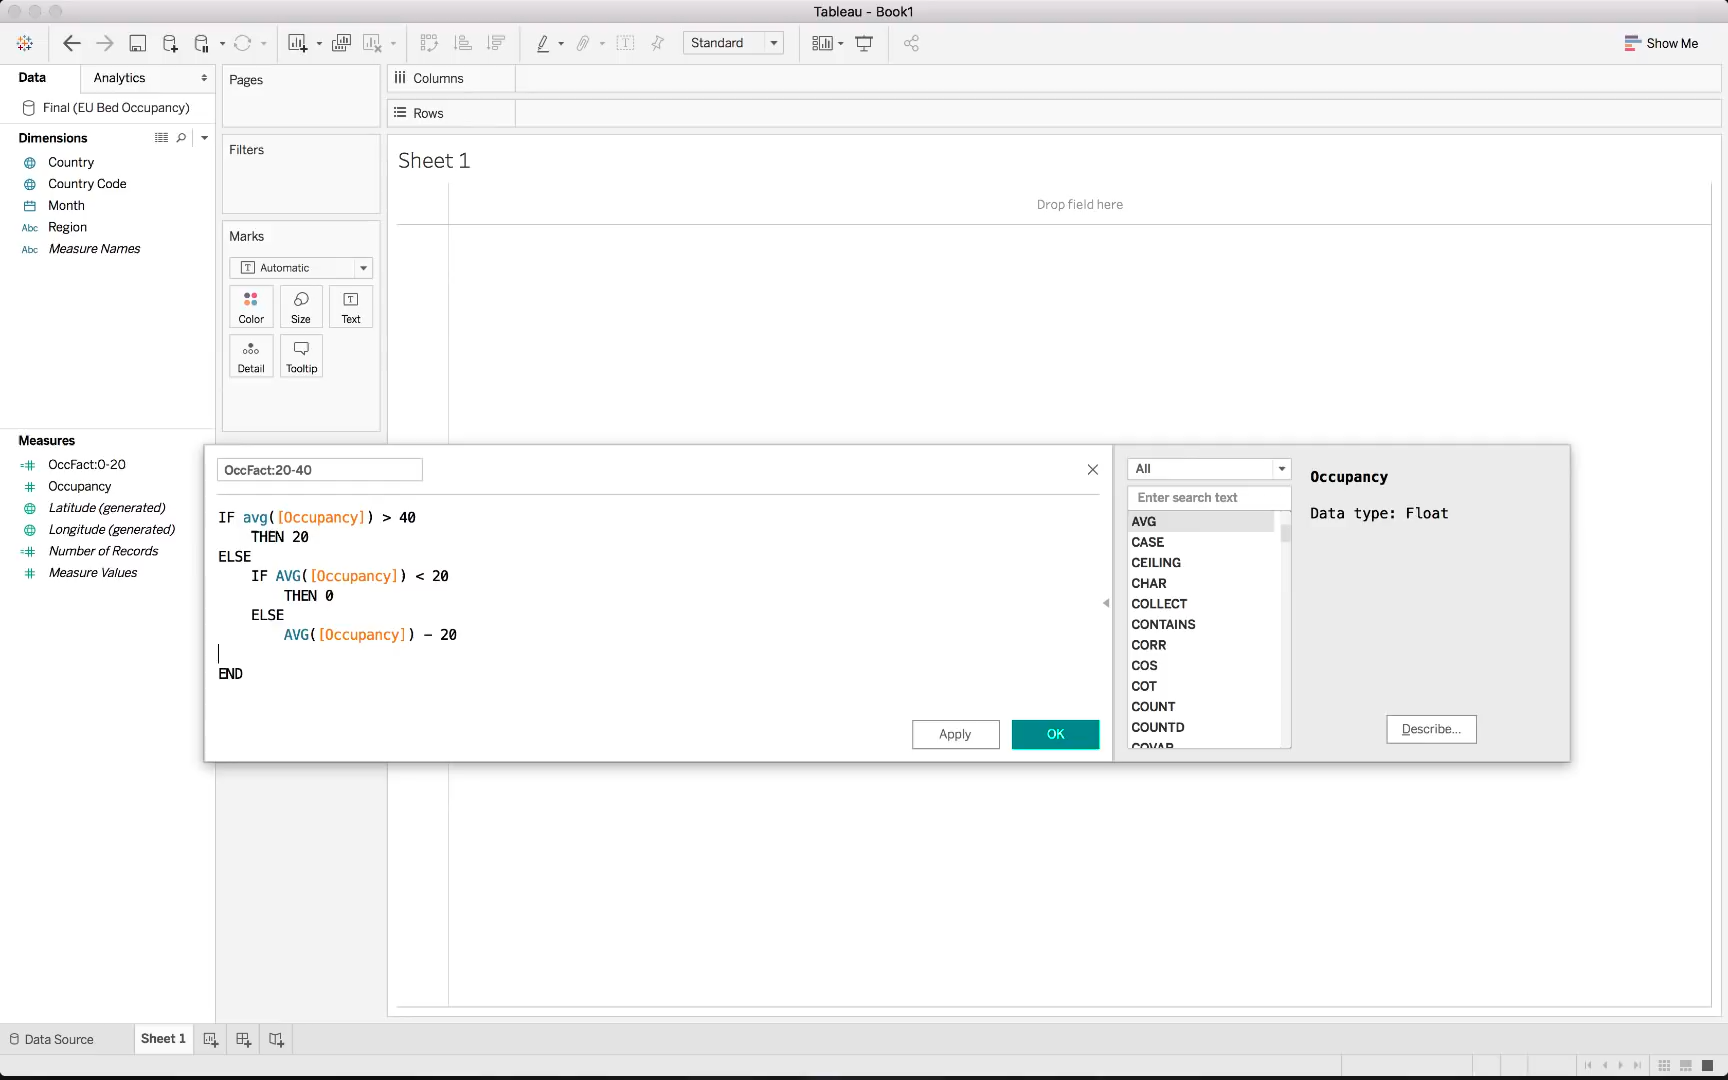 Tableau - Book1
Standard
Show Me
Data
Analytics
Final (EU Bed Occupancy)
Dimensions
Country
Country Code
Month
Abc Region
Abc Measure Names
Measures
OccFact:0-20
Occupancy
Latitude (generated)
Longitude (generated)
Number of Records
Measure Values
Pages
Filters
Marks
Automatic
Color
Size
Text
Detail
Tooltip
Columns
Rows
Sheet 1
Drop field here
OccFact:20-40
IF avg([Occupancy]) > 40
THEN 20
ELSE
IF AVG([Occupancy]) < 20
THEN 0
ELSE
AVG([Occupancy]) - 20
END
Apply
OK
All
Enter search text
AVG
CASE
CEILING
CHAR
COLLECT
CONTAINS
CORR
COS
COT
COUNT
COUNTD
COVAR
Occupancy
Data type: Float
Describe...
Data Source
Sheet 1